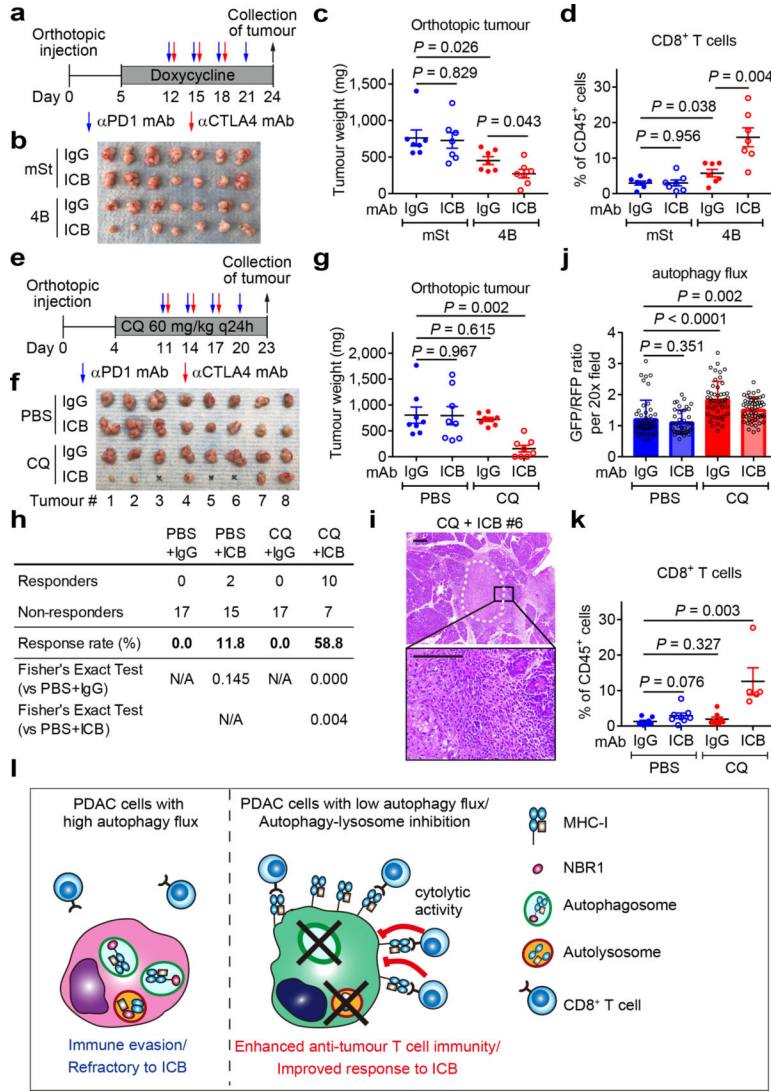 a
Orthotopic
injection
Collection
of tumour
Doxycycline
Day 0 5 12 15 18 21 24
αPD1 mAb αCTLA4 mAb
b
mSt
IgG
ICB
4B
IgG
ICB
c
Orthotopic tumour
P = 0.026
P = 0.829
P = 0.043
Tumour weight (mg)
1,500
1,000
500
0
mAb IgG ICB IgG ICB
mSt 4B
d
CD8+ T cells
P = 0.004
P = 0.038
P = 0.956
% of CD45+ cells
30
20
10
0
mAb IgG ICB IgG ICB
mSt 4B
e
Orthotopic
injection
Collection
of tumour
CQ 60 mg/kg q24h
Day 0 4 11 14 17 20 23
αPD1 mAb αCTLA4 mAb
f
PBS
IgG
ICB
CQ
IgG
ICB
Tumour # 1 2 3 4 5 6 7 8
g
Orthotopic tumour
P = 0.002
P = 0.615
P = 0.967
Tumour weight (mg)
2,000
1,500
1,000
500
0
mAb IgG ICB IgG ICB
PBS CQ
j
autophagy flux
P = 0.002
P < 0.0001
P = 0.351
GFP/RFP ratio
per 20x field
4
3
2
1
0
mAb IgG ICB IgG ICB
PBS CQ
h
PBS PBS CQ CQ
+IgG +ICB +IgG +ICB
Responders 0 2 0 10
Non-responders 17 15 17 7
Response rate (%) 0.0 11.8 0.0 58.8
Fisher's Exact Test
(vs PBS+IgG) N/A 0.145 N/A 0.000
Fisher's Exact Test
(vs PBS+ICB) N/A 0.004
i
CQ + ICB #6
k
CD8+ T cells
P = 0.003
P = 0.327
P = 0.076
% of CD45+ cells
30
20
10
0
mAb IgG ICB IgG ICB
PBS CQ
l
PDAC cells with
high autophagy flux
Immune evasion/
Refractory to ICB
PDAC cells with low autophagy flux/
Autophagy-lysosome inhibition
cytolytic
activity
Enhanced anti-tumour T cell immunity/
Improved response to ICB
MHC-I
NBR1
Autophagosome
Autolysosome
CD8+ T cell